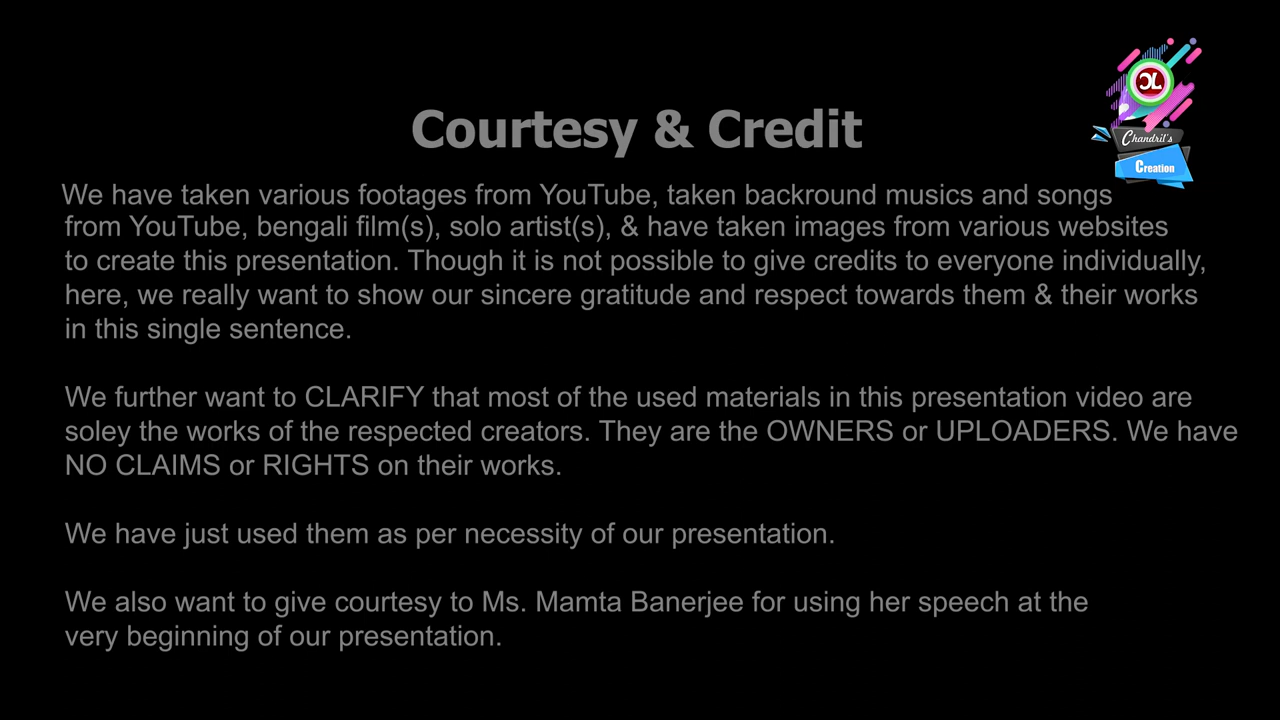 Courtesy & Credit
CL
Chandril's
Creation
We have taken various footages from YouTube, taken backround musics and songs
from YouTube, bengali film(s), solo artist(s), & have taken images from various websites
to create this presentation. Though it is not possible to give credits to everyone individually,
here, we really want to show our sincere gratitude and respect towards them & their works
in this single sentence.
We further want to CLARIFY that most of the used materials in this presentation video are
soley the works of the respected creators. They are the OWNERS or UPLOADERS. We have
NO CLAIMS or RIGHTS on their works.
We have just used them as per necessity of our presentation.
We also want to give courtesy to Ms. Mamta Banerjee for using her speech at the
very beginning of our presentation.